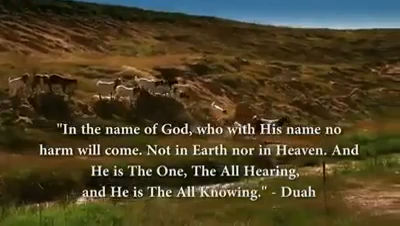 "In the name of God, who with His name no
harm will come. Not in Earth nor in Heaven. And
He is The One, The All Hearing,
and He is The All Knowing." - Duah